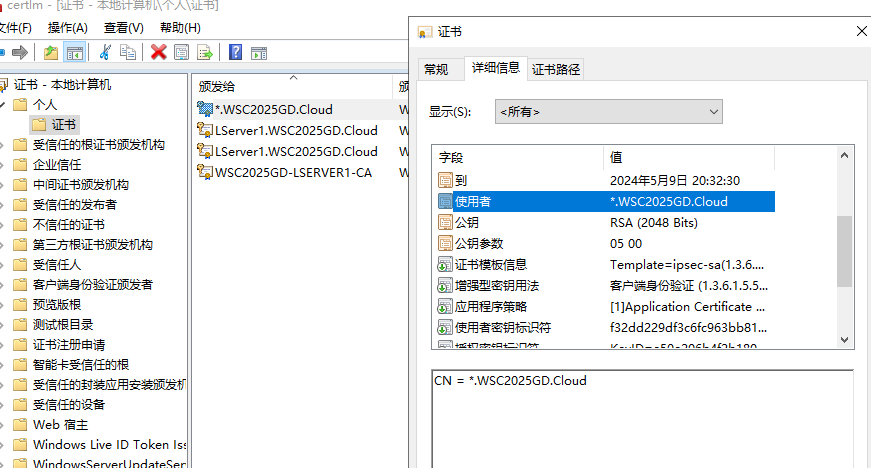 certlm - [证书 - 本地计算机\个人\证书]
文件(F) 操作(A) 查看(V) 帮助(H)
证书 - 本地计算机
个人
证书
受信任的根证书颁发机构
企业信任
中间证书颁发机构
受信任的发布者
不信任的证书
第三方根证书颁发机构
受信任人
客户端身份验证颁发者
预览版根
测试根目录
证书注册申请
智能卡受信任的根
受信任的封装应用安装颁发机
受信任的设备
Web 宿主
Windows Live ID Token Iss
WindowsServerUpdateSer
颁发给 颁
*.WSC2025GD.Cloud W
LServer1.WSC2025GD.Cloud W
LServer1.WSC2025GD.Cloud W
WSC2025GD-LSERVER1-CA W
证书
常规 详细信息 证书路径
显示(S): <所有>
字段 值
到 2024年5月9日 20:32:30
使用者 *.WSC2025GD.Cloud
公钥 RSA (2048 Bits)
公钥参数 05 00
证书模板信息 Template=ipsec-sa(1.3.6....
增强型密钥用法 客户端身份验证 (1.3.6.1.5.5...
应用程序策略 [1]Application Certificate ...
使用者密钥标识符 f32dd229df3c6fc963bb81...
授权密钥标识符
CN = *.WSC2025GD.Cloud